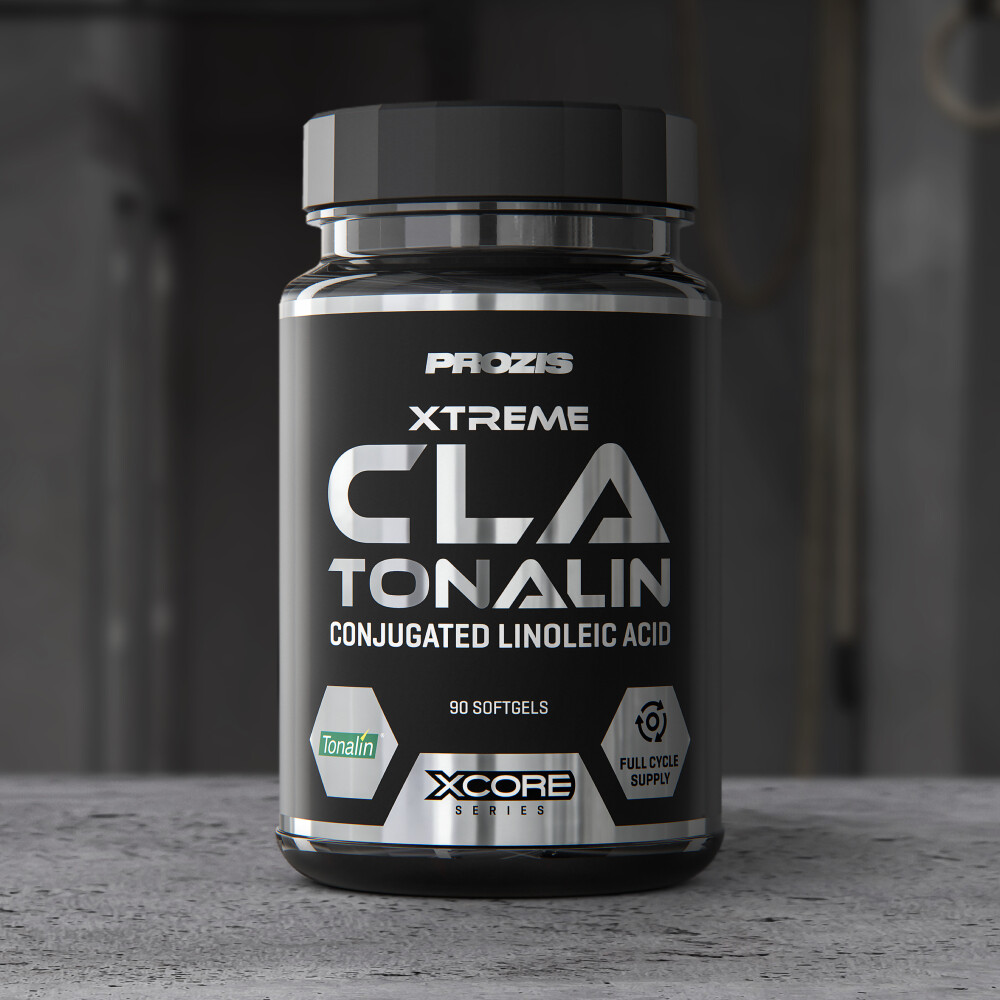 PROZIS
XTREME
CLA
TONALIN
CONJUGATED LINOLEIC ACID
90 SOFTGELS
Tonalin®
FULL CYCLE
SUPPLY
XCORE
SERIES